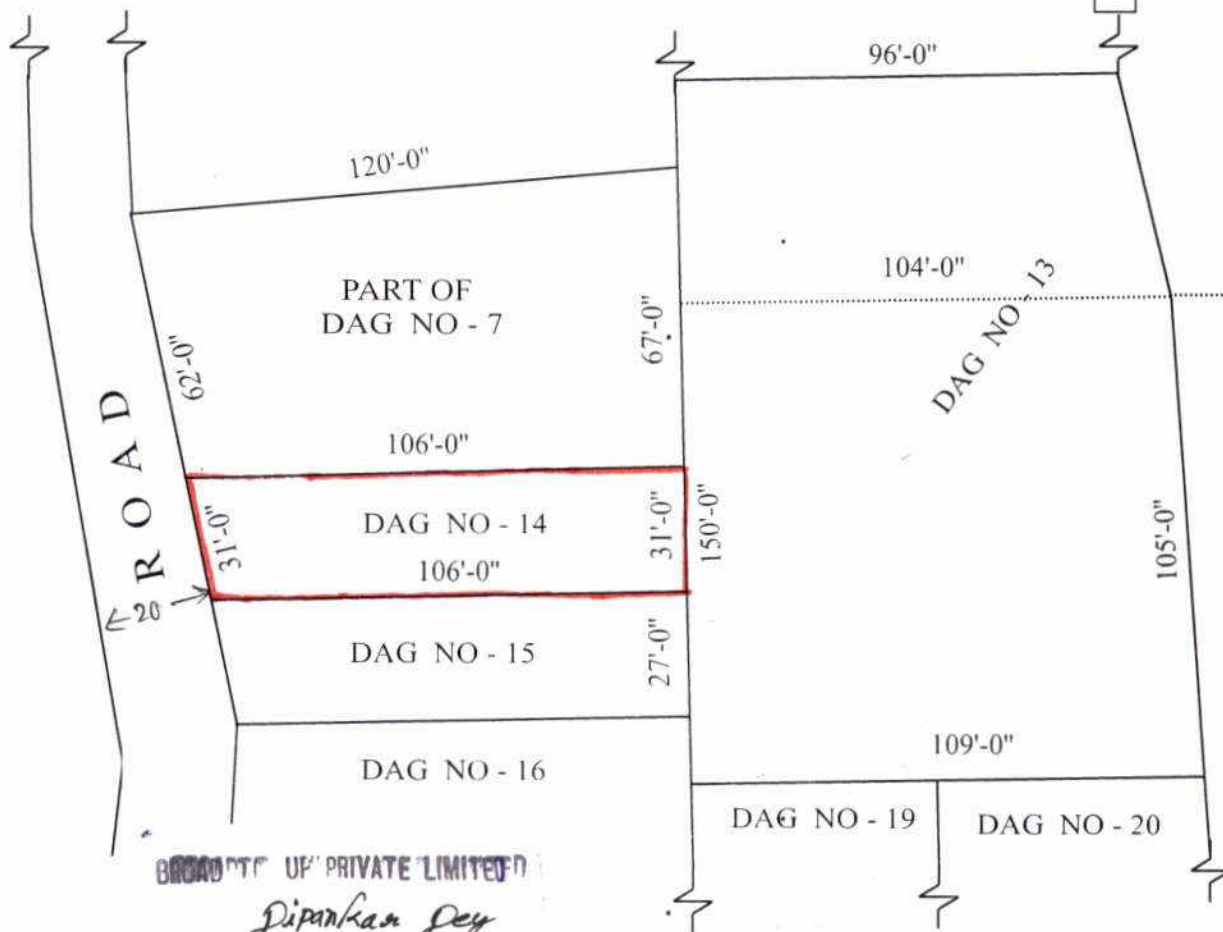 96'-0"
120'-0"
104'-0"
PART OF
DAG NO - 7
DAG NO - 13
67'-0"
62'-0"
ROAD
106'-0"
DAG NO - 14
31'-0"
31'-0"
150'-0"
105'-0"
106'-0"
20
DAG NO - 15
27'-0"
109'-0"
DAG NO - 16
DAG NO - 19
DAG NO - 20
PRIVATE LIMITED
Dipankar Dey